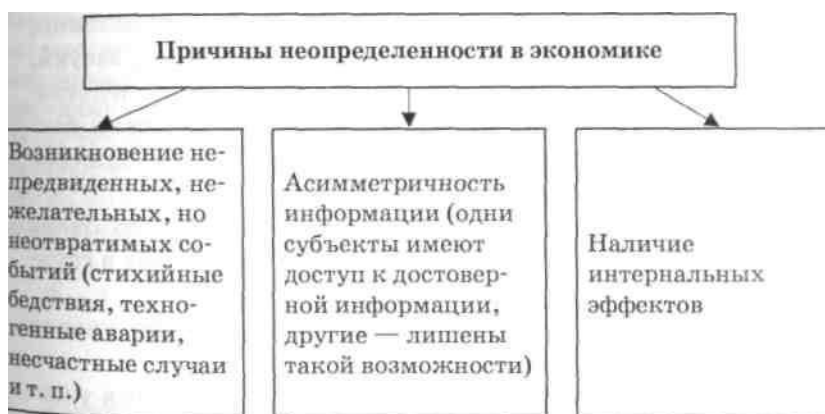 Причины неопределенности в экономике
Возникновение не-
предвиденных, не-
желательных, но
неотвратимых со-
бытий (стихийные
бедствия, техно-
генные аварии,
несчастные случаи
и т. п.)
Асимметричность
информации (одни
субъекты имеют
доступ к достовер-
ной информации,
другие — лишены
такой возможности)
Наличие
интернальных
эффектов